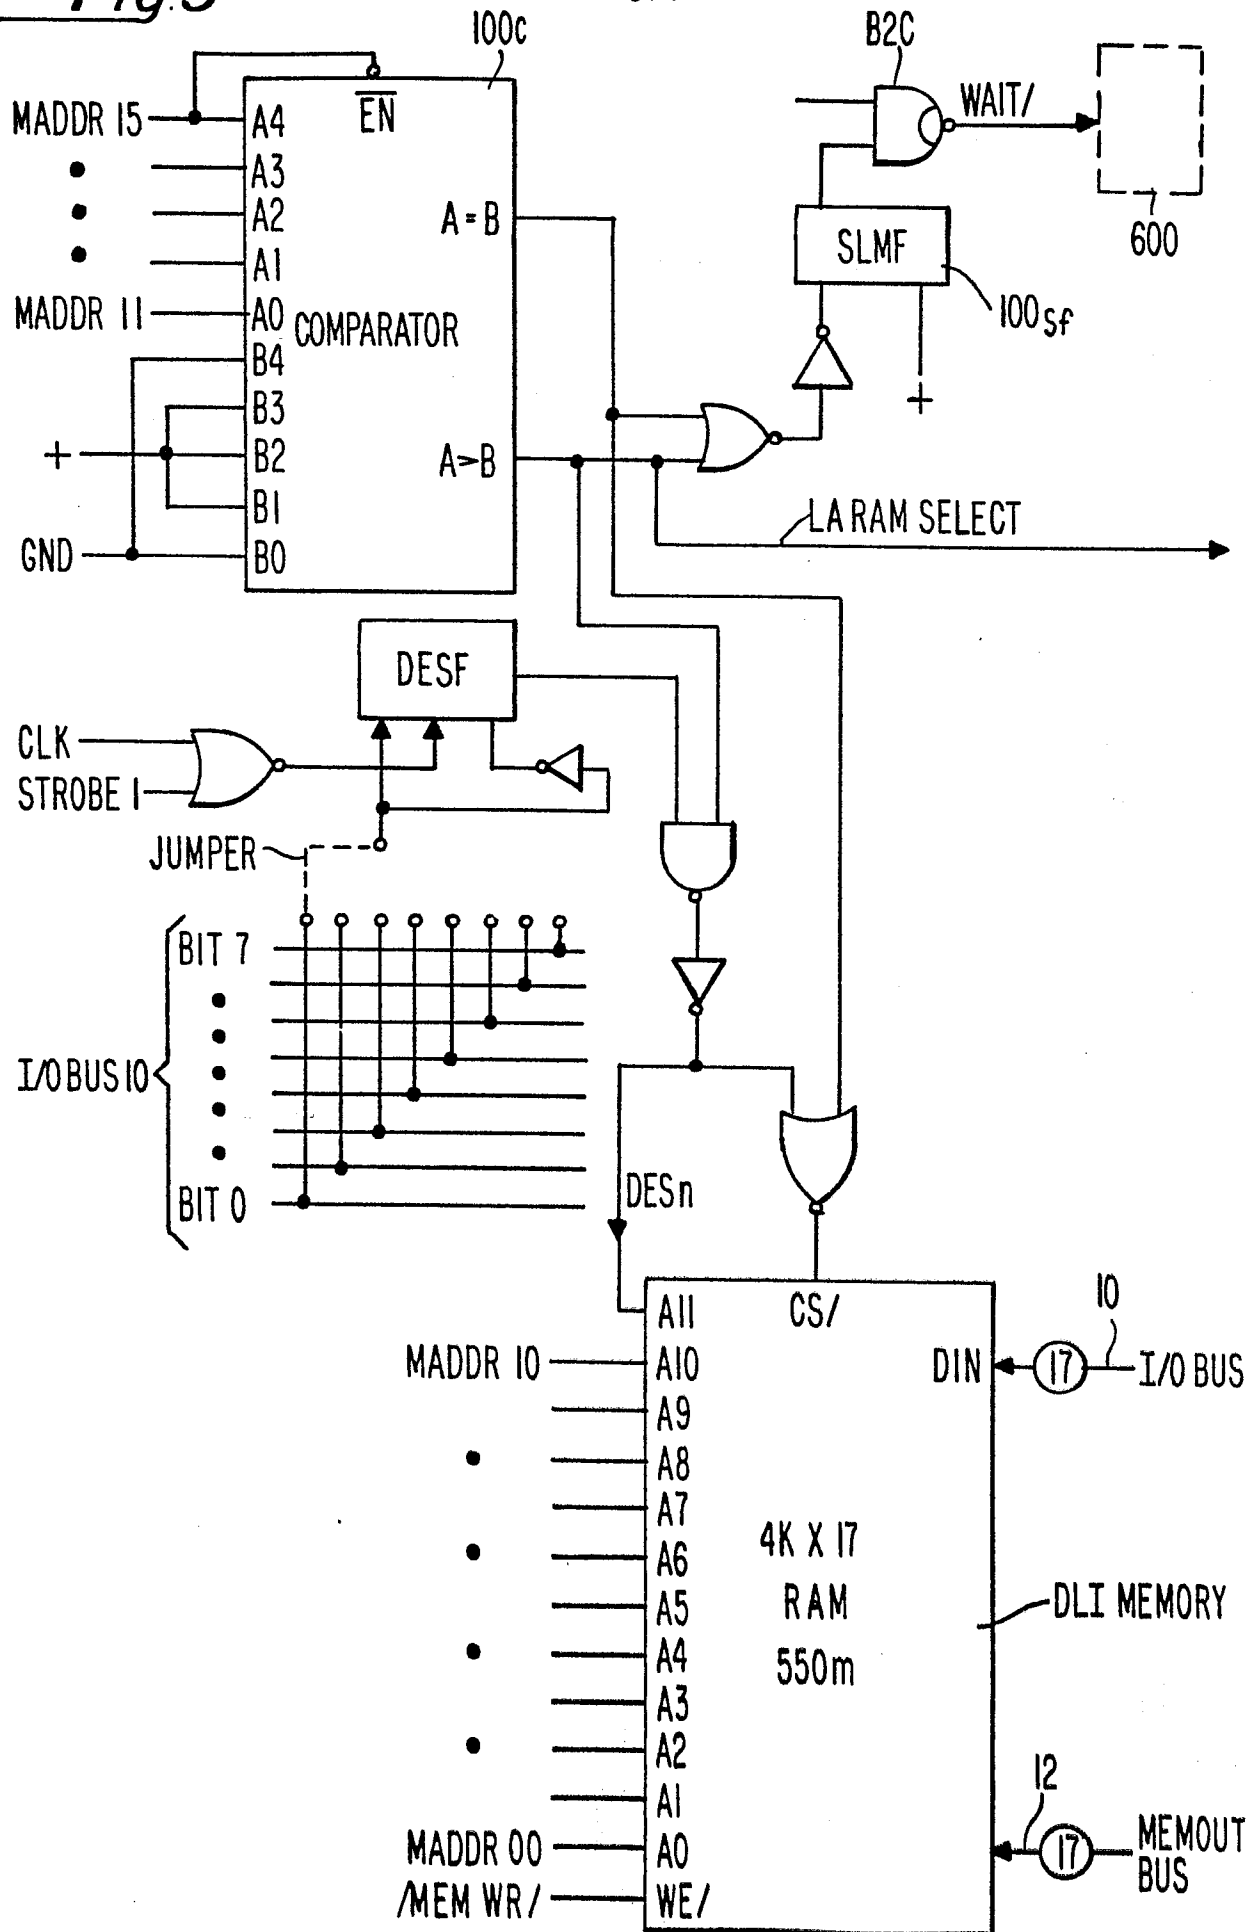 Fig.5
100c
B2C
MADDR 15
A4
EN
WAIT/
A3
A2
A = B
A1
SLMF
600
MADDR 11
A0
COMPARATOR
100sf
B4
B3
+
B2
A>B
+
B1
LA RAM SELECT
GND
B0
DESF
CLK
STROBE 1
JUMPER
BIT 7
I/O BUS 10
BIT 0
DESn
A11
CS/
10
MADDR 10
A10
DIN
17
I/O BUS
A9
A8
A7
4K X 17
A6
RAM
A5
DLI MEMORY
A4
550m
A3
A2
12
A1
MADDR 00
A0
17
MEMOUT
BUS
/MEM WR/
WE/